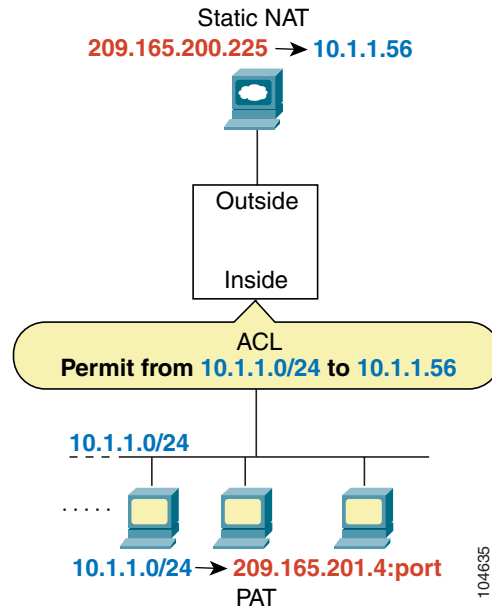 Static NAT
209.165.200.225 → 10.1.1.56
Outside
Inside
ACL
Permit from 10.1.1.0/24 to 10.1.1.56
10.1.1.0/24
10.1.1.0/24 → 209.165.201.4:port
PAT
104635